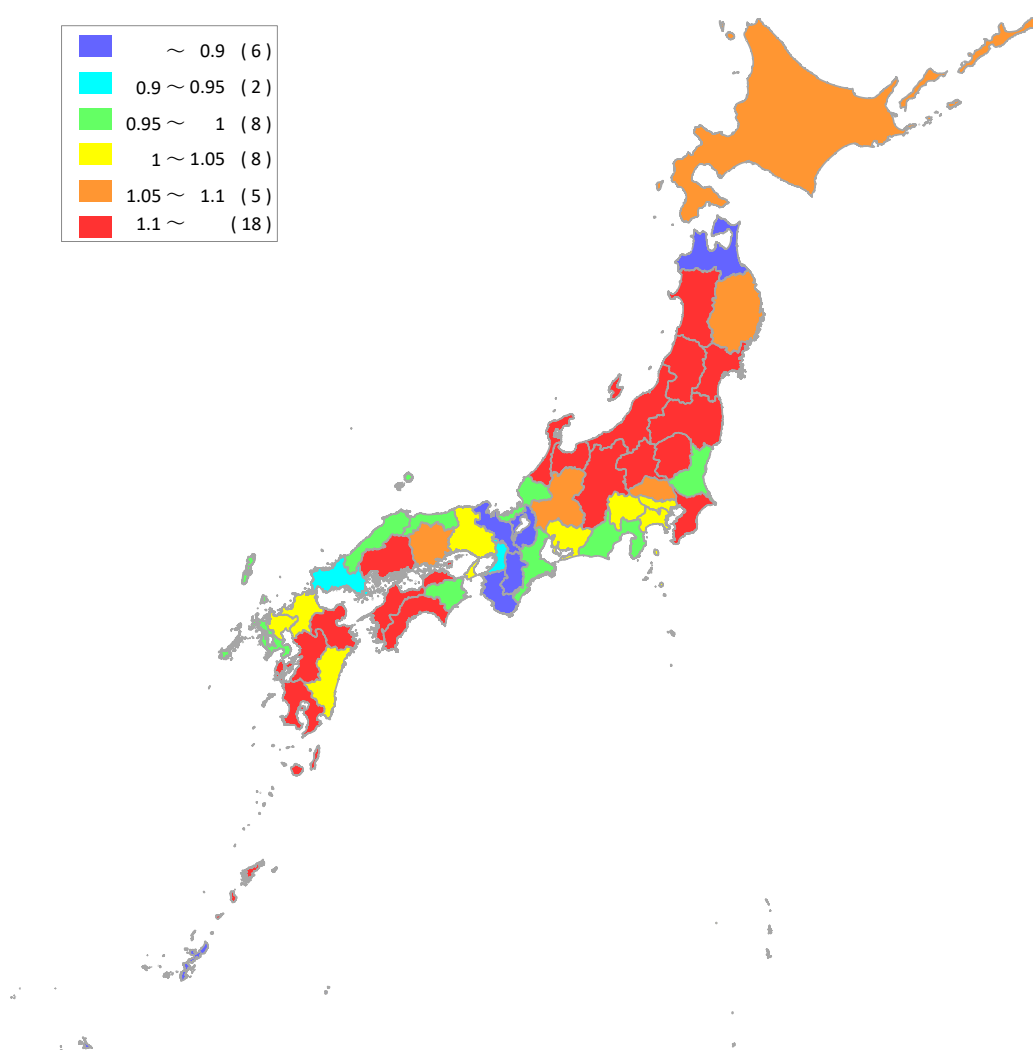 ～ 0.9 ( 6 )
0.9 ～ 0.95 ( 2 )
0.95 ～ 1 ( 8 )
1 ～ 1.05 ( 8 )
1.05 ～ 1.1 ( 5 )
1.1 ～ ( 18 )